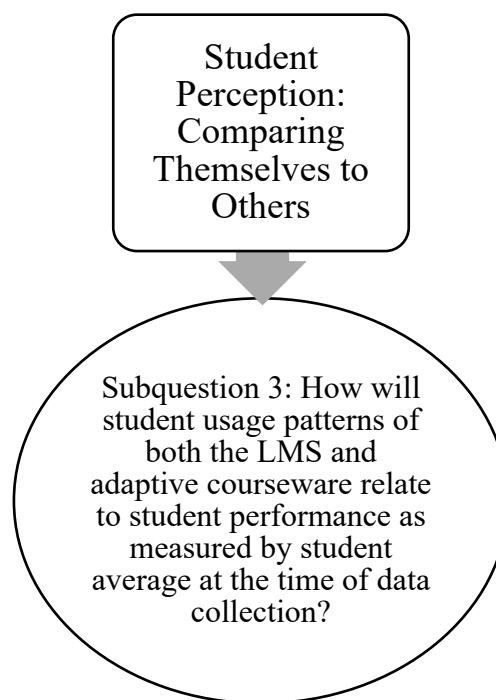 Student
Perception:
Comparing
Themselves to
Others
Subquestion 3: How will
student usage patterns of
both the LMS and
adaptive courseware relate
to student performance as
measured by student
average at the time of data
collection?